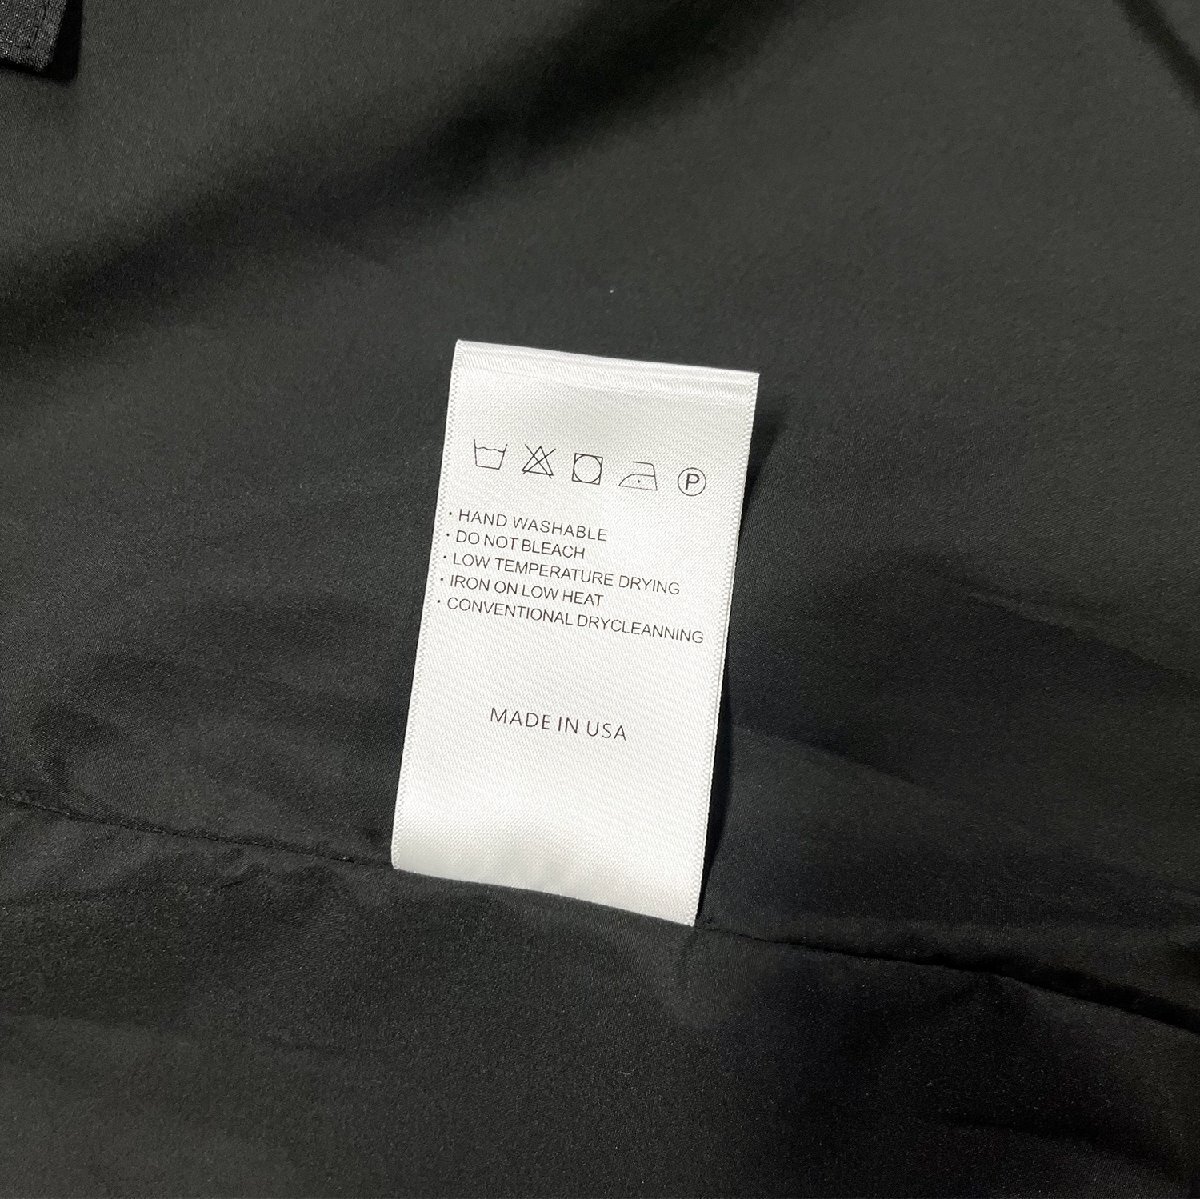 P
· HAND WASHABLE
· DO NOT BLEACH
· LOW TEMPERATURE DRYING
· IRON ON LOW HEAT
· CONVENTIONAL DRYCLEANNING
MADE IN USA